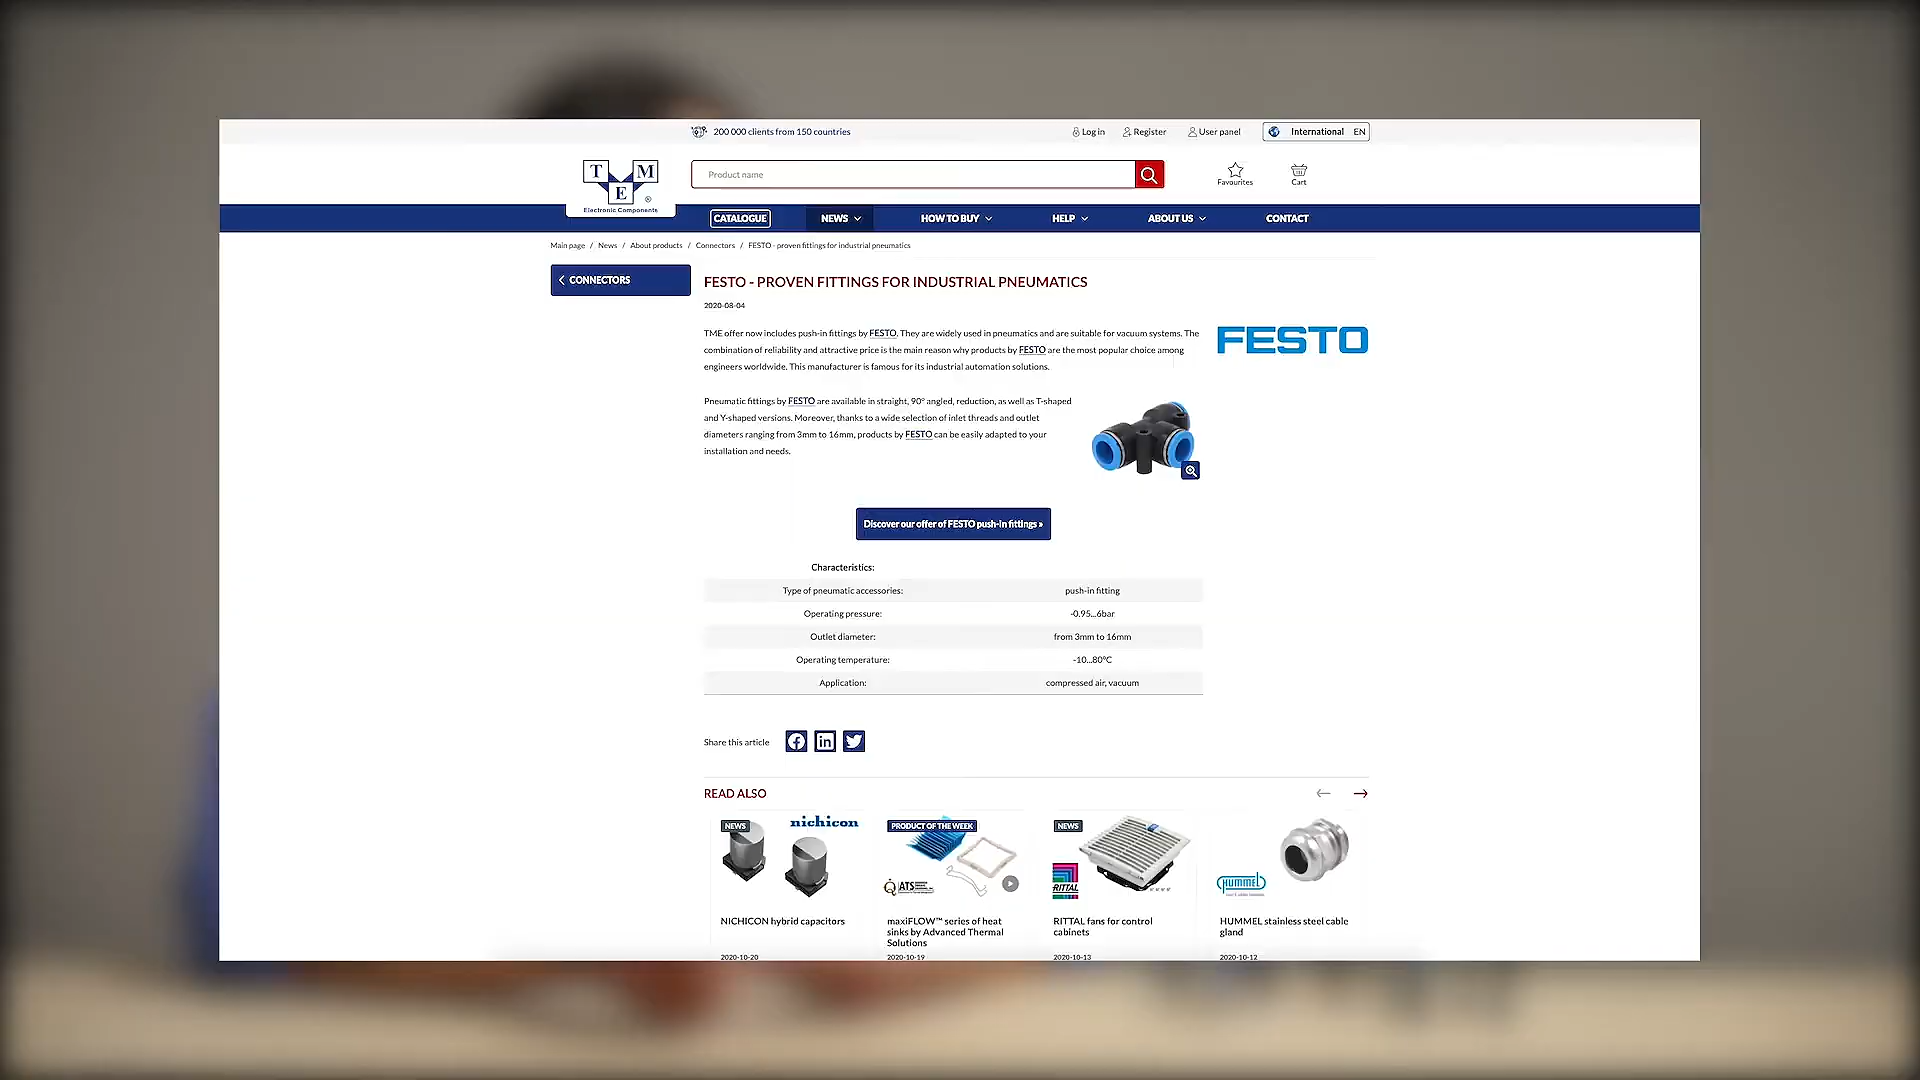 200 000 clients from 150 countries
Log in
Register
User panel
International EN
T M E ®
Electronic Components
Product name
Favourites
Cart
CATALOGUE
NEWS
HOW TO BUY
HELP
ABOUT US
CONTACT
Main page / News / About products / Connectors / FESTO - proven fittings for industrial pneumatics
CONNECTORS
FESTO - PROVEN FITTINGS FOR INDUSTRIAL PNEUMATICS
2020-08-04
TME offer now includes push-in fittings by FESTO. They are widely used in pneumatics and are suitable for vacuum systems. The
combination of reliability and attractive price is the main reason why products by FESTO are the most popular choice among
engineers worldwide. This manufacturer is famous for its industrial automation solutions.
FESTO
Pneumatic fittings by FESTO are available in straight, 90° angled, reduction, as well as T-shaped
and Y-shaped versions. Moreover, thanks to a wide selection of inlet threads and outlet
diameters ranging from 3mm to 16mm, products by FESTO can be easily adapted to your
installation and needs.
Discover our offer of FESTO push-in fittings »
Characteristics:
Type of pneumatic accessories: push-in fitting
Operating pressure: -0.95...6bar
Outlet diameter: from 3mm to 16mm
Operating temperature: -10...80°C
Application: compressed air, vacuum
Share this article
READ ALSO
NEWS
nichicon
NICHICON hybrid capacitors
2020-10-20
PRODUCT OF THE WEEK
ATS
maxiFLOW™ series of heat
sinks by Advanced Thermal
Solutions
2020-10-19
NEWS
RITTAL
RITTAL fans for control
cabinets
2020-10-13
HUMMEL
HUMMEL stainless steel cable
gland
2020-10-12